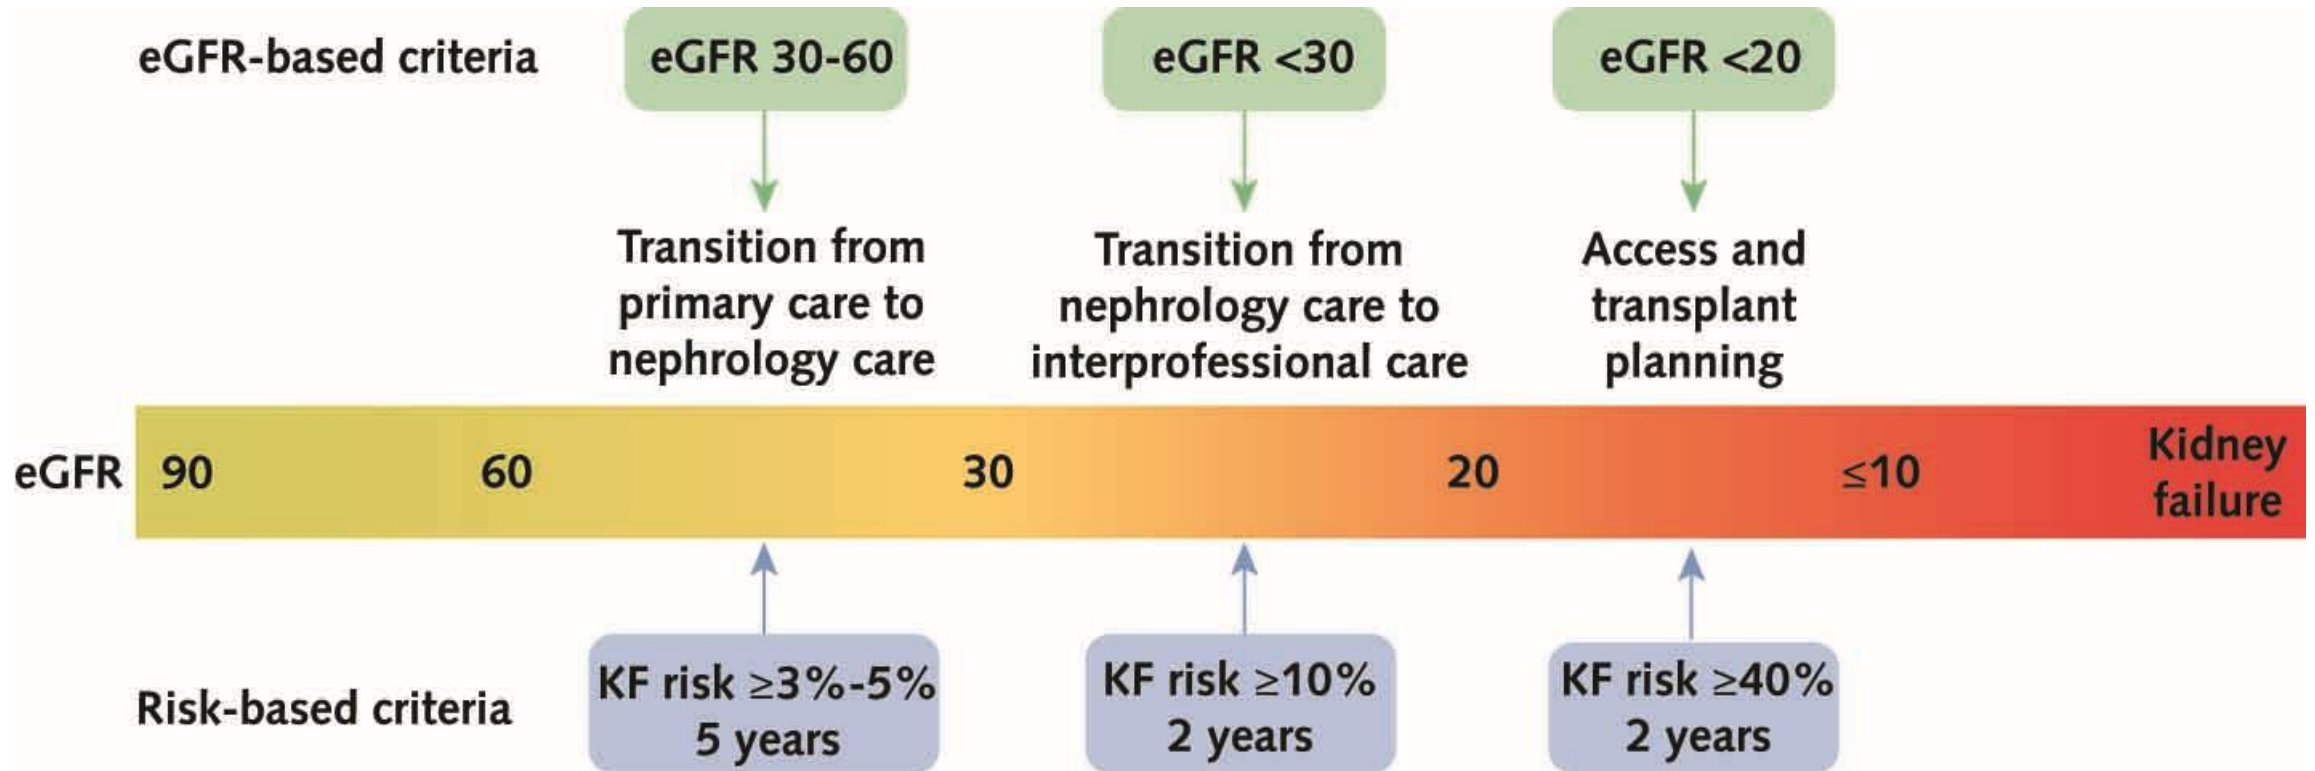 eGFR-based criteria
eGFR 30-60
eGFR <30
eGFR <20
Transition from
primary care to
nephrology care
Transition from
nephrology care to
interprofessional care
Access and
transplant
planning
eGFR 90 60 30 20 ≤10 Kidney
failure
Risk-based criteria
KF risk ≥3%-5%
5 years
KF risk ≥10%
2 years
KF risk ≥40%
2 years